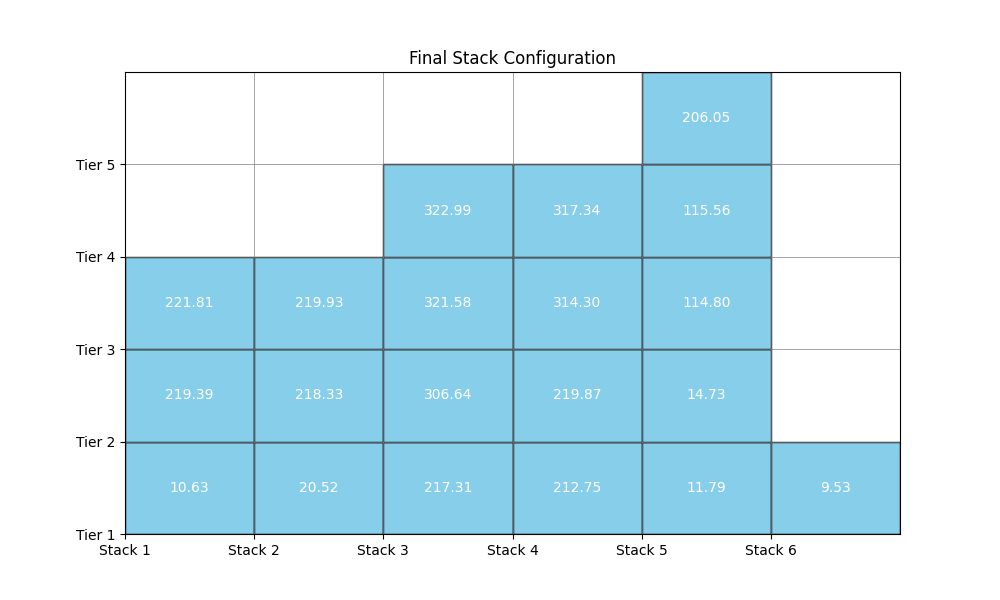 Final Stack Configuration
206.05
Tier 5
322.99 317.34 115.56
Tier 4
221.81 219.93 321.58 314.30 114.80
Tier 3
219.39 218.33 306.64 219.87 14.73
Tier 2
10.63 20.52 217.31 212.75 11.79 9.53
Tier 1
Stack 1 Stack 2 Stack 3 Stack 4 Stack 5 Stack 6